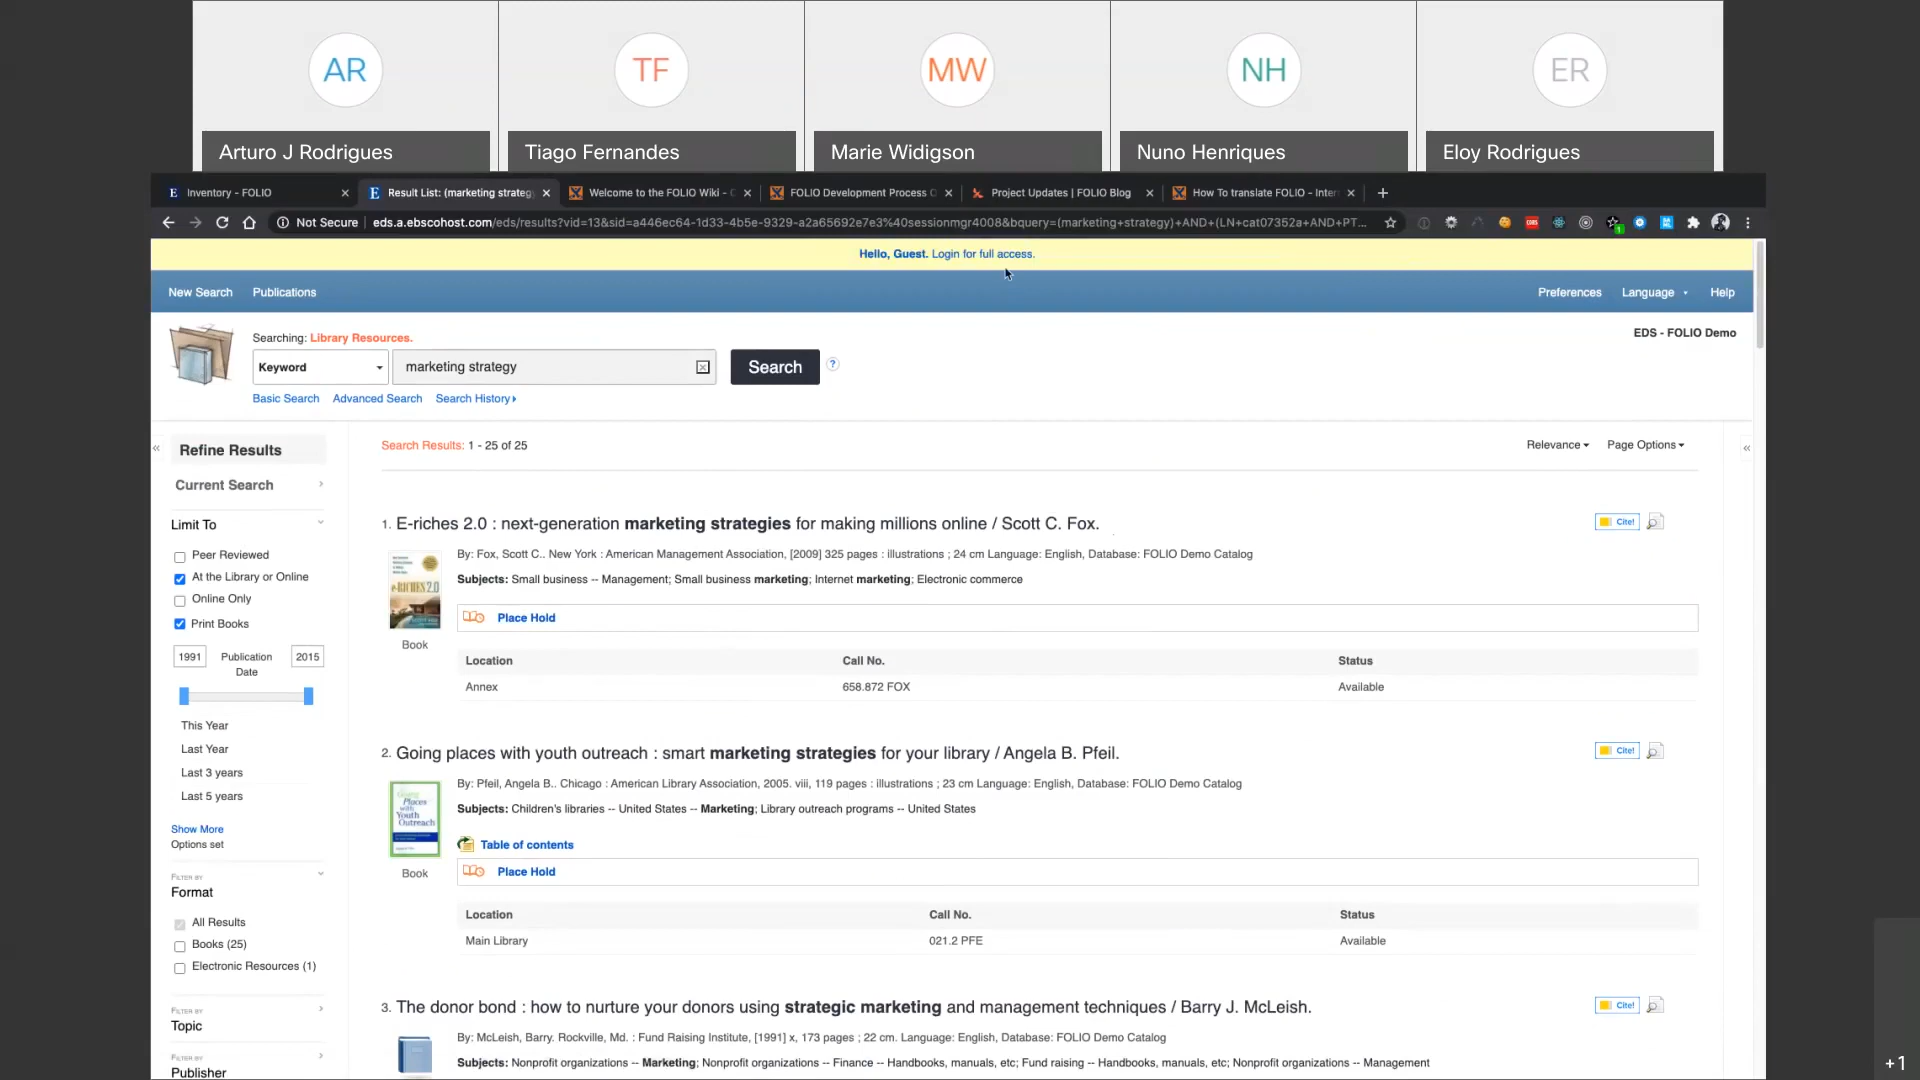 AR
TF
MW
NH
ER
Arturo J Rodrigues
Tiago Fernandes
Marie Widigson
Nuno Henriques
Eloy Rodrigues
Inventory - FOLIO
Result List: (marketing strateg
Welcome to the FOLIO Wiki - C
FOLIO Development Process O
Project Updates | FOLIO Blog
How To translate FOLIO - Inter
Not Secure | eds.a.ebscohost.com/eds/results?vid=13&sid=a446ec64-1d33-4b5e-9329-a2a65692e7e3%40sessionmgr4008&bquery=(marketing+strategy)+AND+(LN+cat07352a+AND+PT...
1
Hello, Guest. Login for full access.
New Search
Publications
Preferences
Language
Help
EDS - FOLIO Demo
Searching: Library Resources.
Keyword
marketing strategy
Search
?
Basic Search
Advanced Search
Search History
Refine Results
Current Search
Limit To
Peer Reviewed
At the Library or Online
Online Only
Print Books
1991
Publication
Date
2015
This Year
Last Year
Last 3 years
Last 5 years
Show More
Options set
FILTER BY
Format
All Results
Books (25)
Electronic Resources (1)
FILTER BY
Topic
FILTER BY
Publisher
Search Results: 1 - 25 of 25
Relevance
Page Options
1. E-riches 2.0 : next-generation marketing strategies for making millions online / Scott C. Fox.
Cite!
By: Fox, Scott C.. New York : American Management Association, [2009] 325 pages : illustrations ; 24 cm Language: English, Database: FOLIO Demo Catalog
Subjects: Small business -- Management; Small business marketing; Internet marketing; Electronic commerce
e-RICHES 2.0
Book
Place Hold
Location
Call No.
Status
Annex
658.872 FOX
Available
2. Going places with youth outreach : smart marketing strategies for your library / Angela B. Pfeil.
Cite!
By: Pfeil, Angela B.. Chicago : American Library Association, 2005. viii, 119 pages : illustrations ; 23 cm Language: English, Database: FOLIO Demo Catalog
Subjects: Children's libraries -- United States -- Marketing; Library outreach programs -- United States
Going
Places
with
Youth
Outreach
Book
Table of contents
Place Hold
Location
Call No.
Status
Main Library
021.2 PFE
Available
3. The donor bond : how to nurture your donors using strategic marketing and management techniques / Barry J. McLeish.
Cite!
By: McLeish, Barry. Rockville, Md. : Fund Raising Institute, [1991] x, 173 pages ; 22 cm. Language: English, Database: FOLIO Demo Catalog
Subjects: Nonprofit organizations -- Marketing; Nonprofit organizations -- Finance -- Handbooks, manuals, etc; Fund raising -- Handbooks, manuals, etc; Nonprofit organizations -- Management
+1